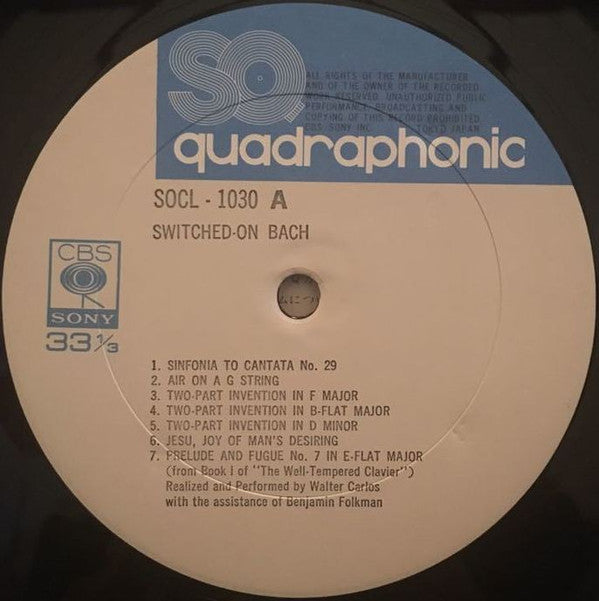 SQ
ALL RIGHTS OF THE MANUFACTURER
AND OF THE OWNER OF THE RECORDED
WORK RESERVED. UNAUTHORIZED PUBLIC
PERFORMANCE. BROADCASTING AND
COPYING OF THIS RECORD PROHIBITED
CBS SONY INC. TOKYO JAPAN
quadraphonic
SOCL - 1030 A
SWITCHED-ON BACH
CBS
SONY
33 1/3
1. SINFONIA TO CANTATA No. 29
2. AIR ON A G STRING
3. TWO-PART INVENTION IN F MAJOR
4. TWO-PART INVENTION IN B-FLAT MAJOR
5. TWO-PART INVENTION IN D MINOR
6. JESU, JOY OF MAN'S DESIRING
7. PRELUDE AND FUGUE No. 7 IN E-FLAT MAJOR
(from Book I of "The Well-Tempered Clavier")
Realized and Performed by Walter Carlos
with the assistance of Benjamin Folkman